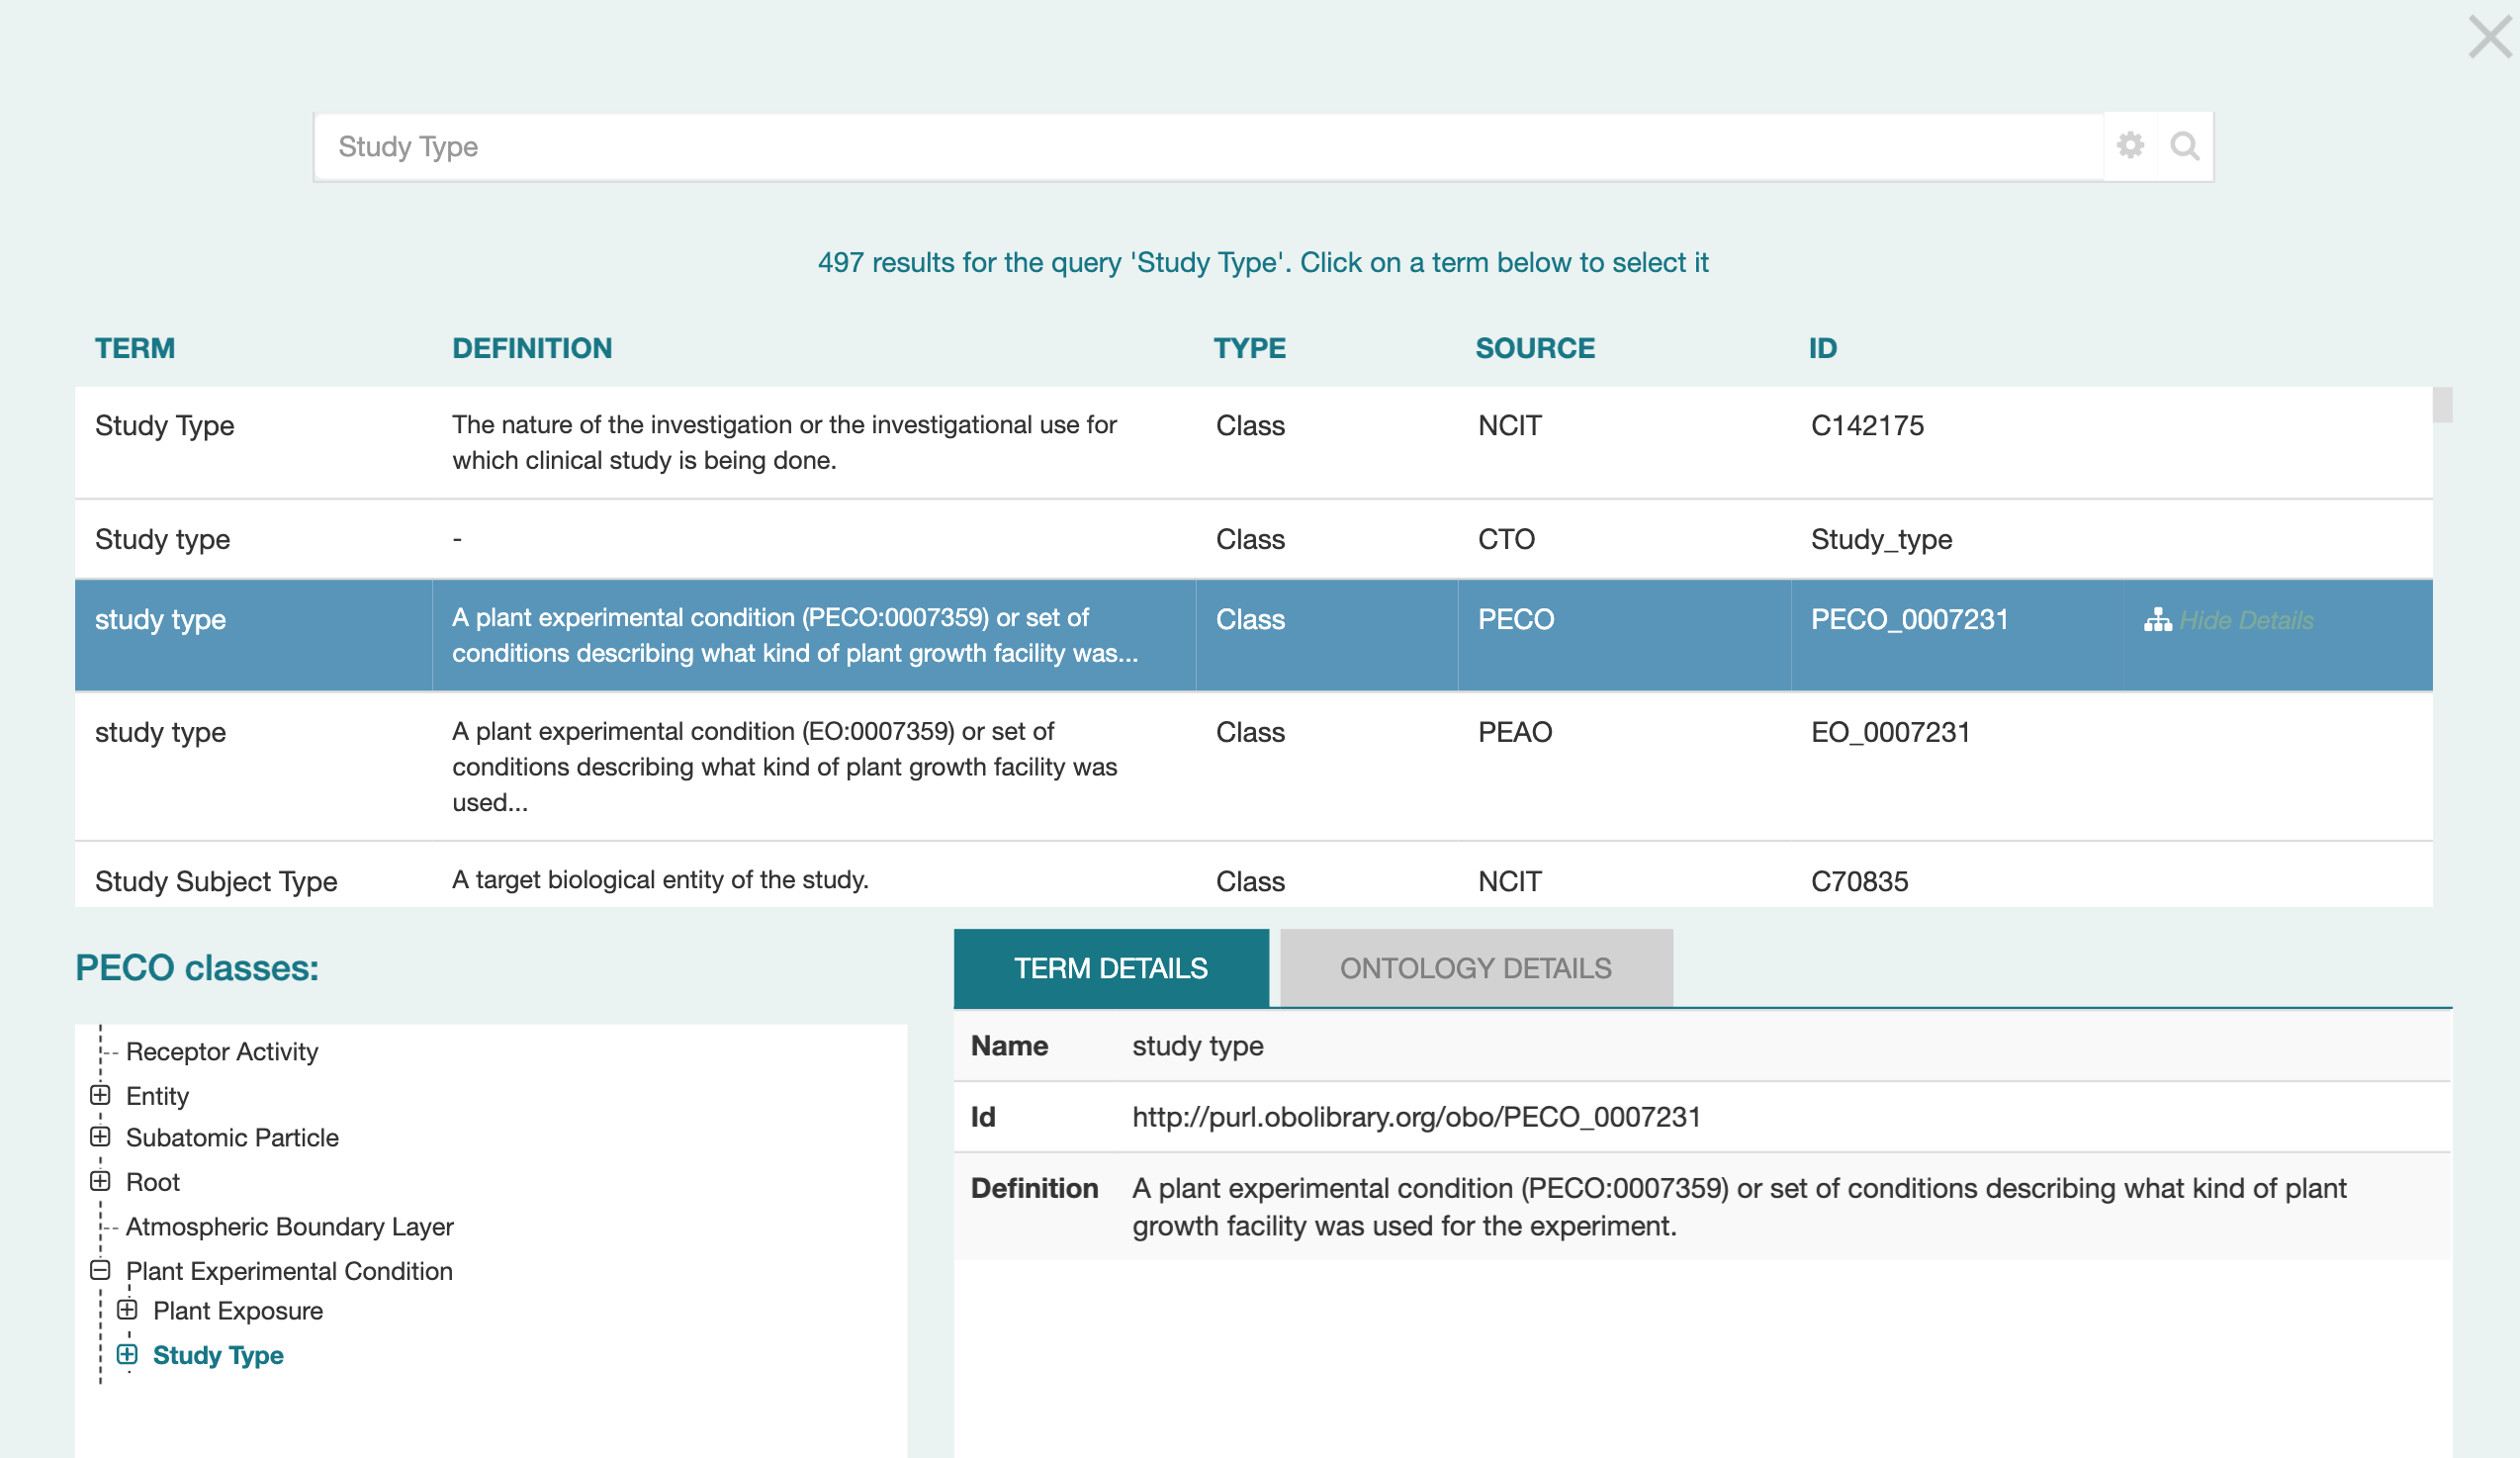 Study Type
497 results for the query 'Study Type'. Click on a term below to select it
TERM DEFINITION TYPE SOURCE ID
Study Type The nature of the investigation or the investigational use for Class NCIT C142175
which clinical study is being done.
Study type - Class CTO Study_type
study type A plant experimental condition (PECO:0007359) or set of Class PECO PECO_0007231 Hide Details
conditions describing what kind of plant growth facility was...
study type A plant experimental condition (EO:0007359) or set of Class PEAO EO_0007231
conditions describing what kind of plant growth facility was
used...
Study Subject Type A target biological entity of the study. Class NCIT C70835
PECO classes:
Receptor Activity
Entity
Subatomic Particle
Root
Atmospheric Boundary Layer
Plant Experimental Condition
Plant Exposure
Study Type
TERM DETAILS ONTOLOGY DETAILS
Name study type
Id http://purl.obolibrary.org/obo/PECO_0007231
Definition A plant experimental condition (PECO:0007359) or set of conditions describing what kind of plant
growth facility was used for the experiment.